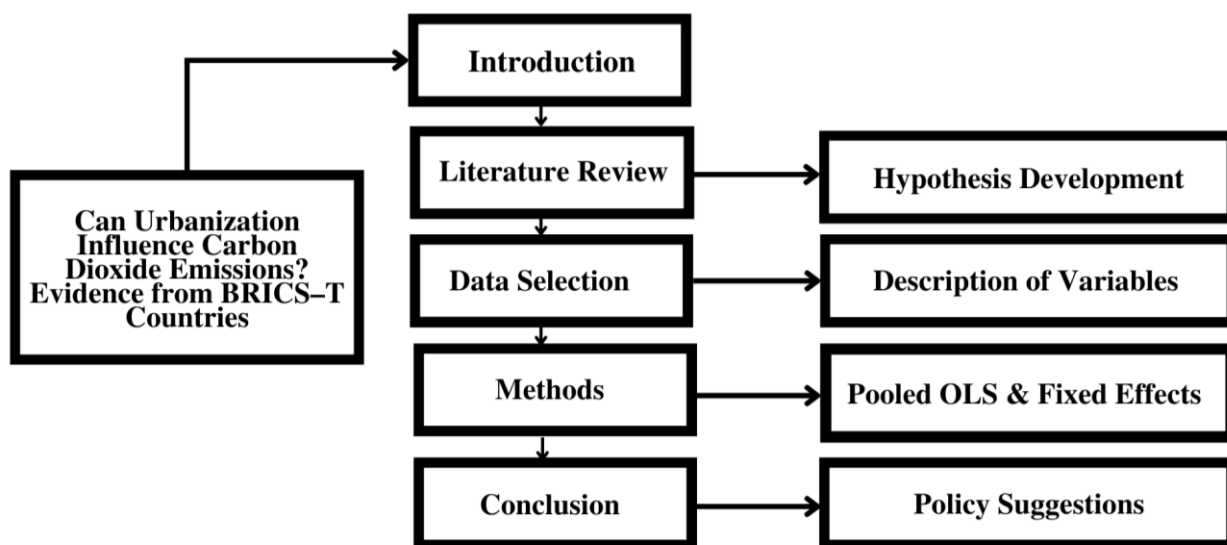 Can Urbanization
Influence Carbon
Dioxide Emissions?
Evidence from BRICS–T
Countries
Introduction
Literature Review
Hypothesis Development
Data Selection
Description of Variables
Methods
Pooled OLS & Fixed Effects
Conclusion
Policy Suggestions